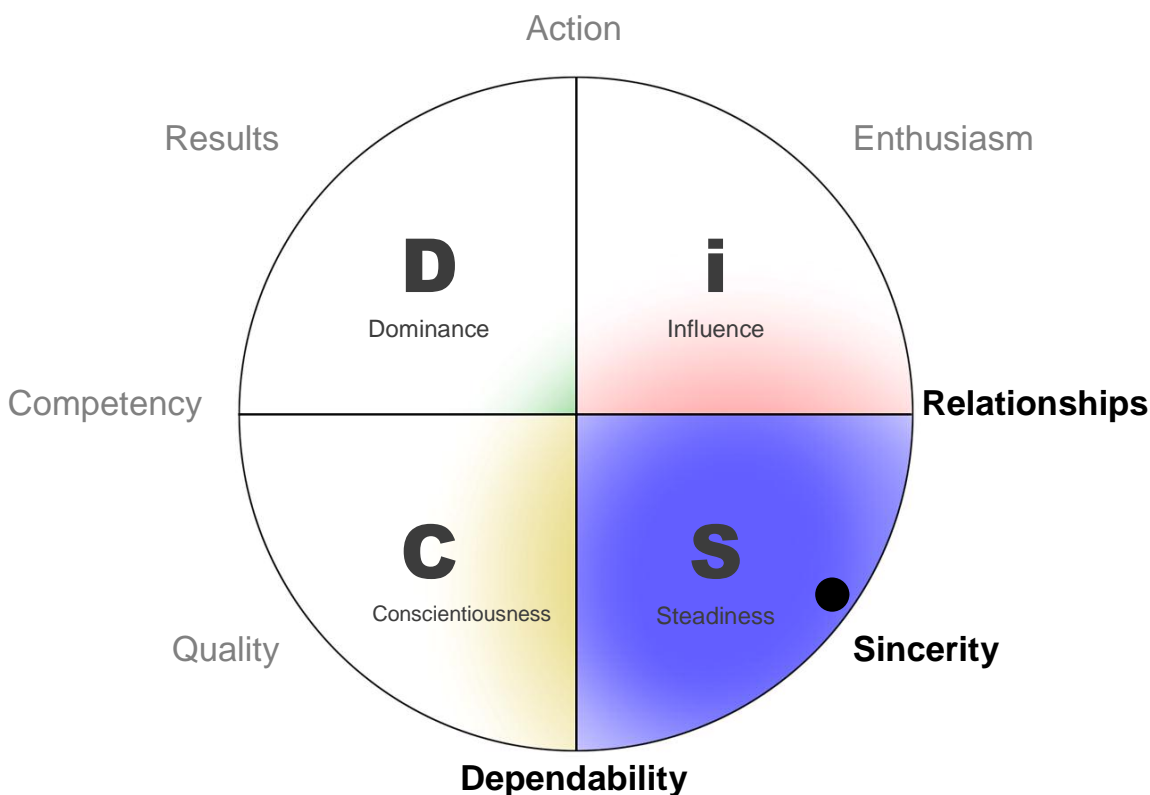 Action
Results
Enthusiasm
D
i
Dominance
Influence
Competency
Relationships
C
S
Conscientiousness
Steadiness
Quality
Sincerity
Dependability